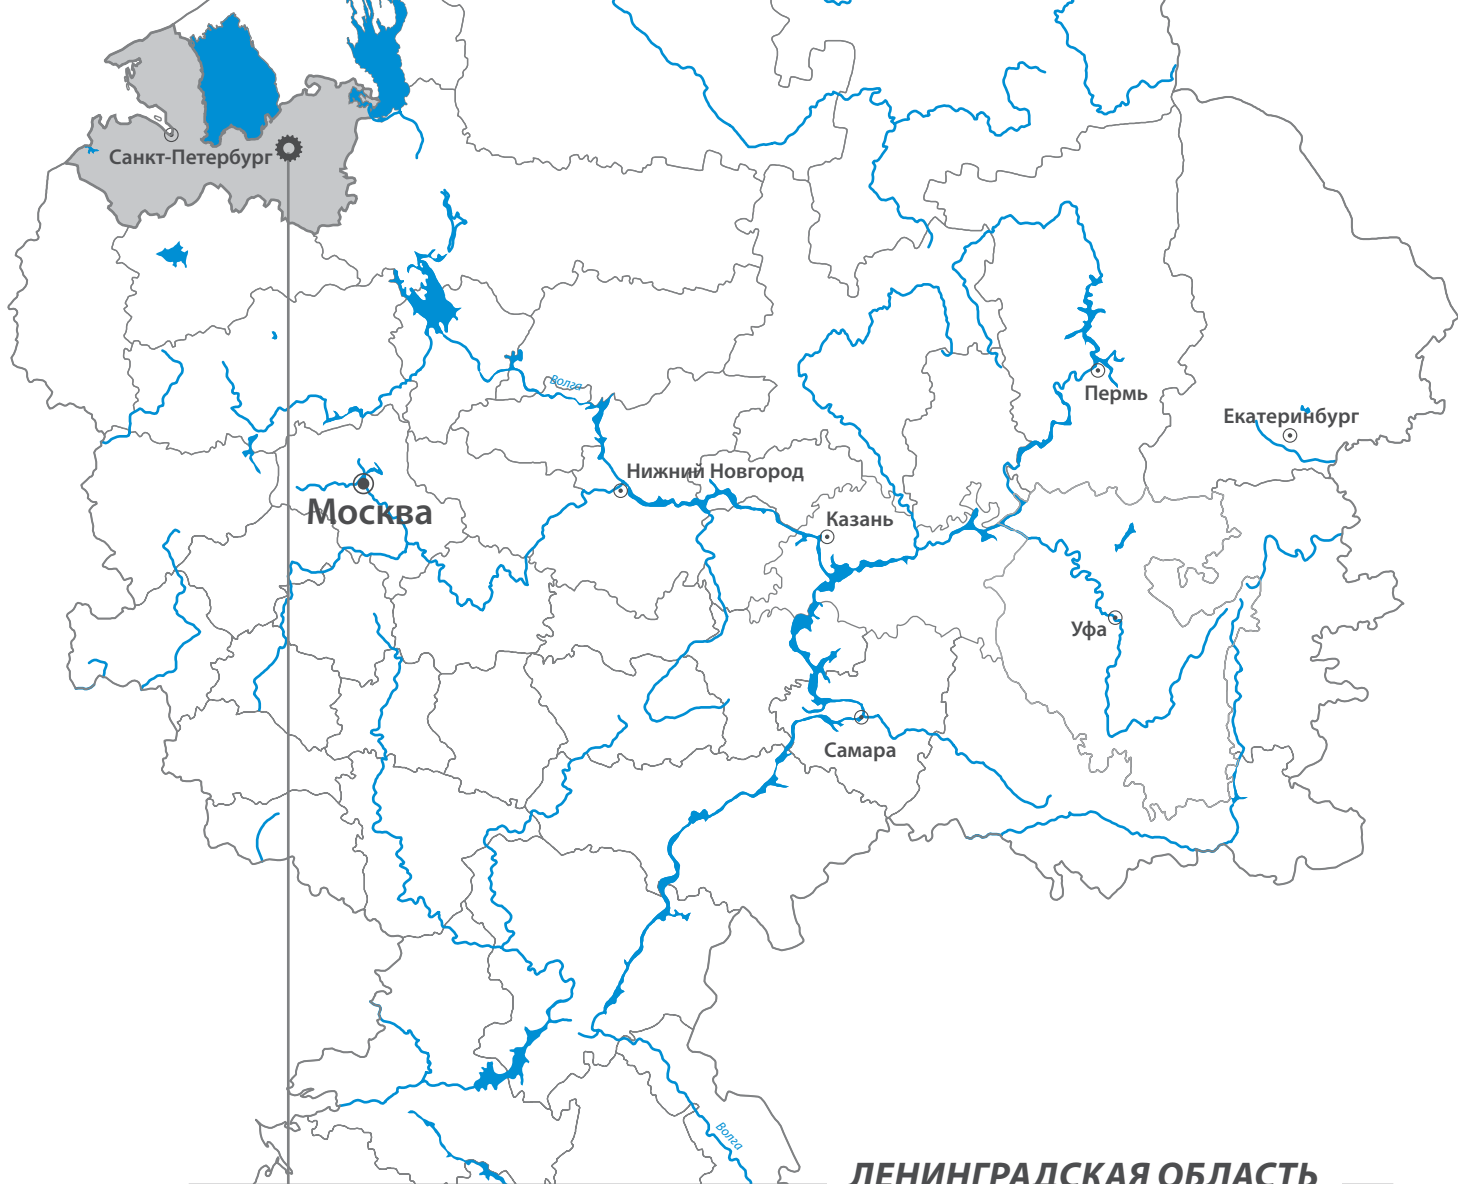 Санкт-Петербург
Волга
Пермь
Екатеринбург
Нижний Новгород
Москва
Казань
Уфа
Самара
Волга
ЛЕНИНГРАДСКАЯ ОБЛАСТЬ